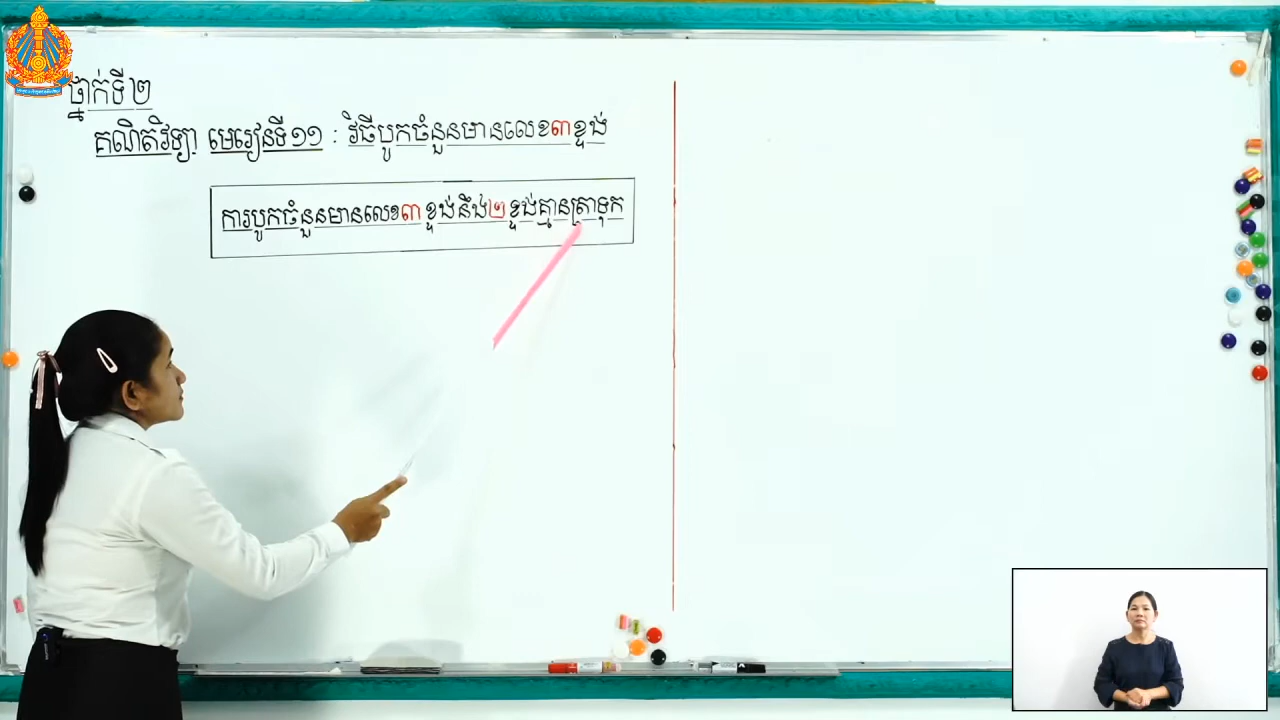 ថ្នាក់ទី២
គណិតវិទ្យា មេរៀនទី១១ : វិធីបូកចំនួនមានលេខ៣ខ្ទង់
ការបូកចំនួនមានលេខ៣ខ្ទង់នឹង២ខ្ទង់គ្មានត្រាទុក